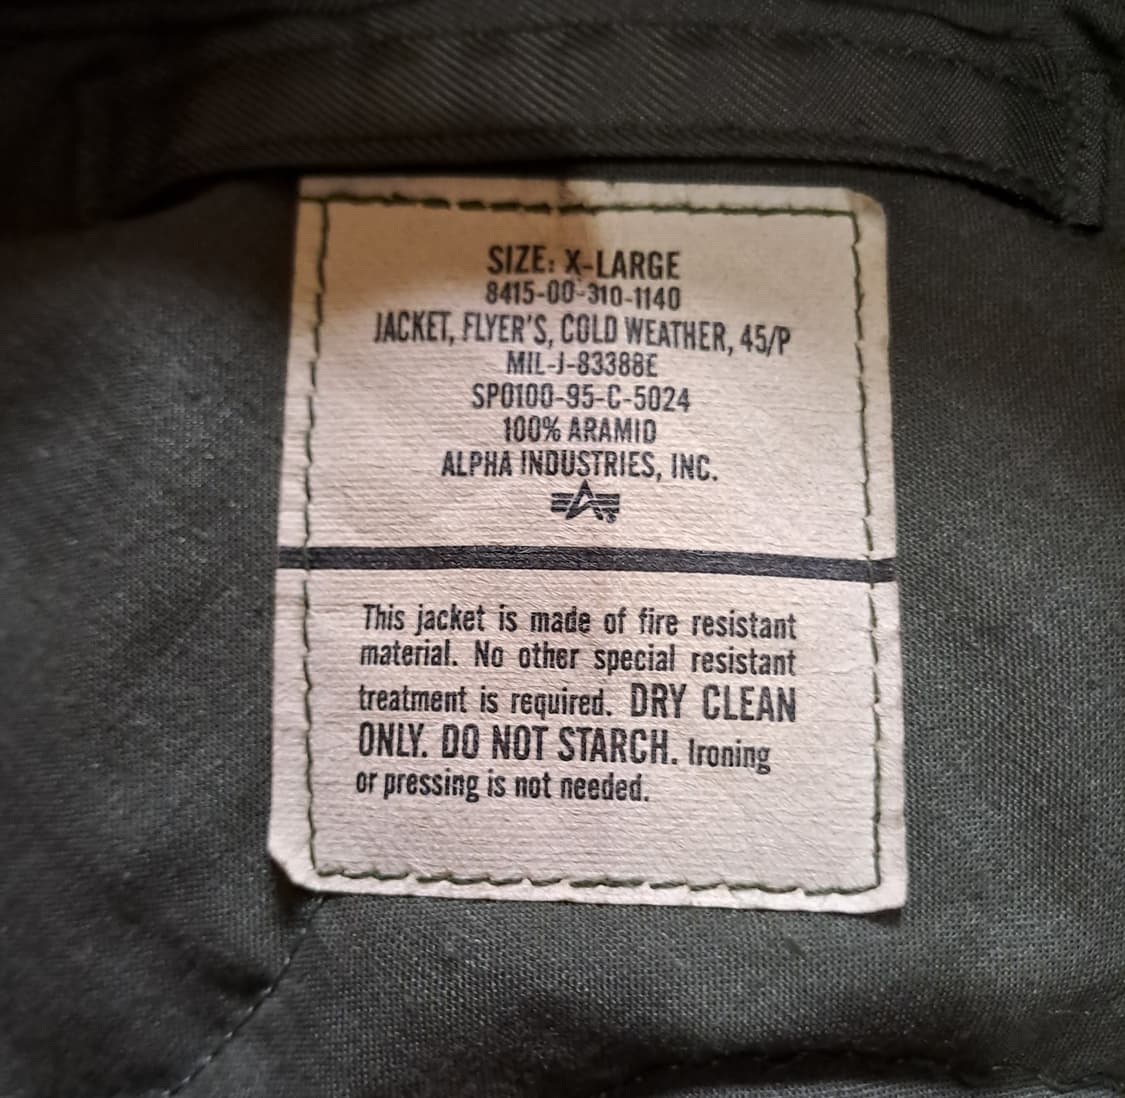 SIZE: X-LARGE
8415-00-310-1140
JACKET, FLYER'S, COLD WEATHER, 45/P
MIL-J-83388E
SP0100-95-C-5024
100% ARAMID
ALPHA INDUSTRIES, INC.
This jacket is made of fire resistant
material. No other special resistant
treatment is required. DRY CLEAN
ONLY. DO NOT STARCH. Ironing
or pressing is not needed.